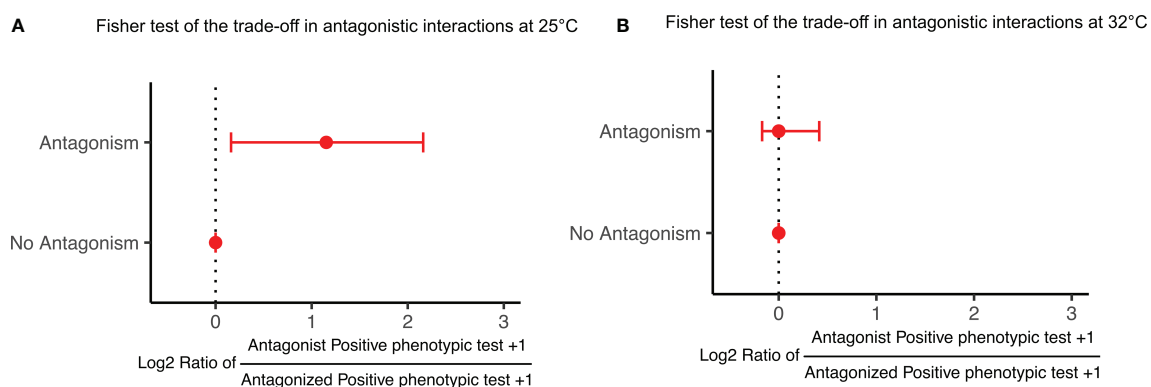 A
Fisher test of the trade-off in antagonistic interactions at 25°C
Antagonism
No Antagonism
0 1 2 3
Log2 Ratio of
Antagonist Positive phenotypic test +1
Antagonized Positive phenotypic test +1
B
Fisher test of the trade-off in antagonistic interactions at 32°C
Antagonism
No Antagonism
0 1 2 3
Log2 Ratio of
Antagonist Positive phenotypic test +1
Antagonized Positive phenotypic test +1